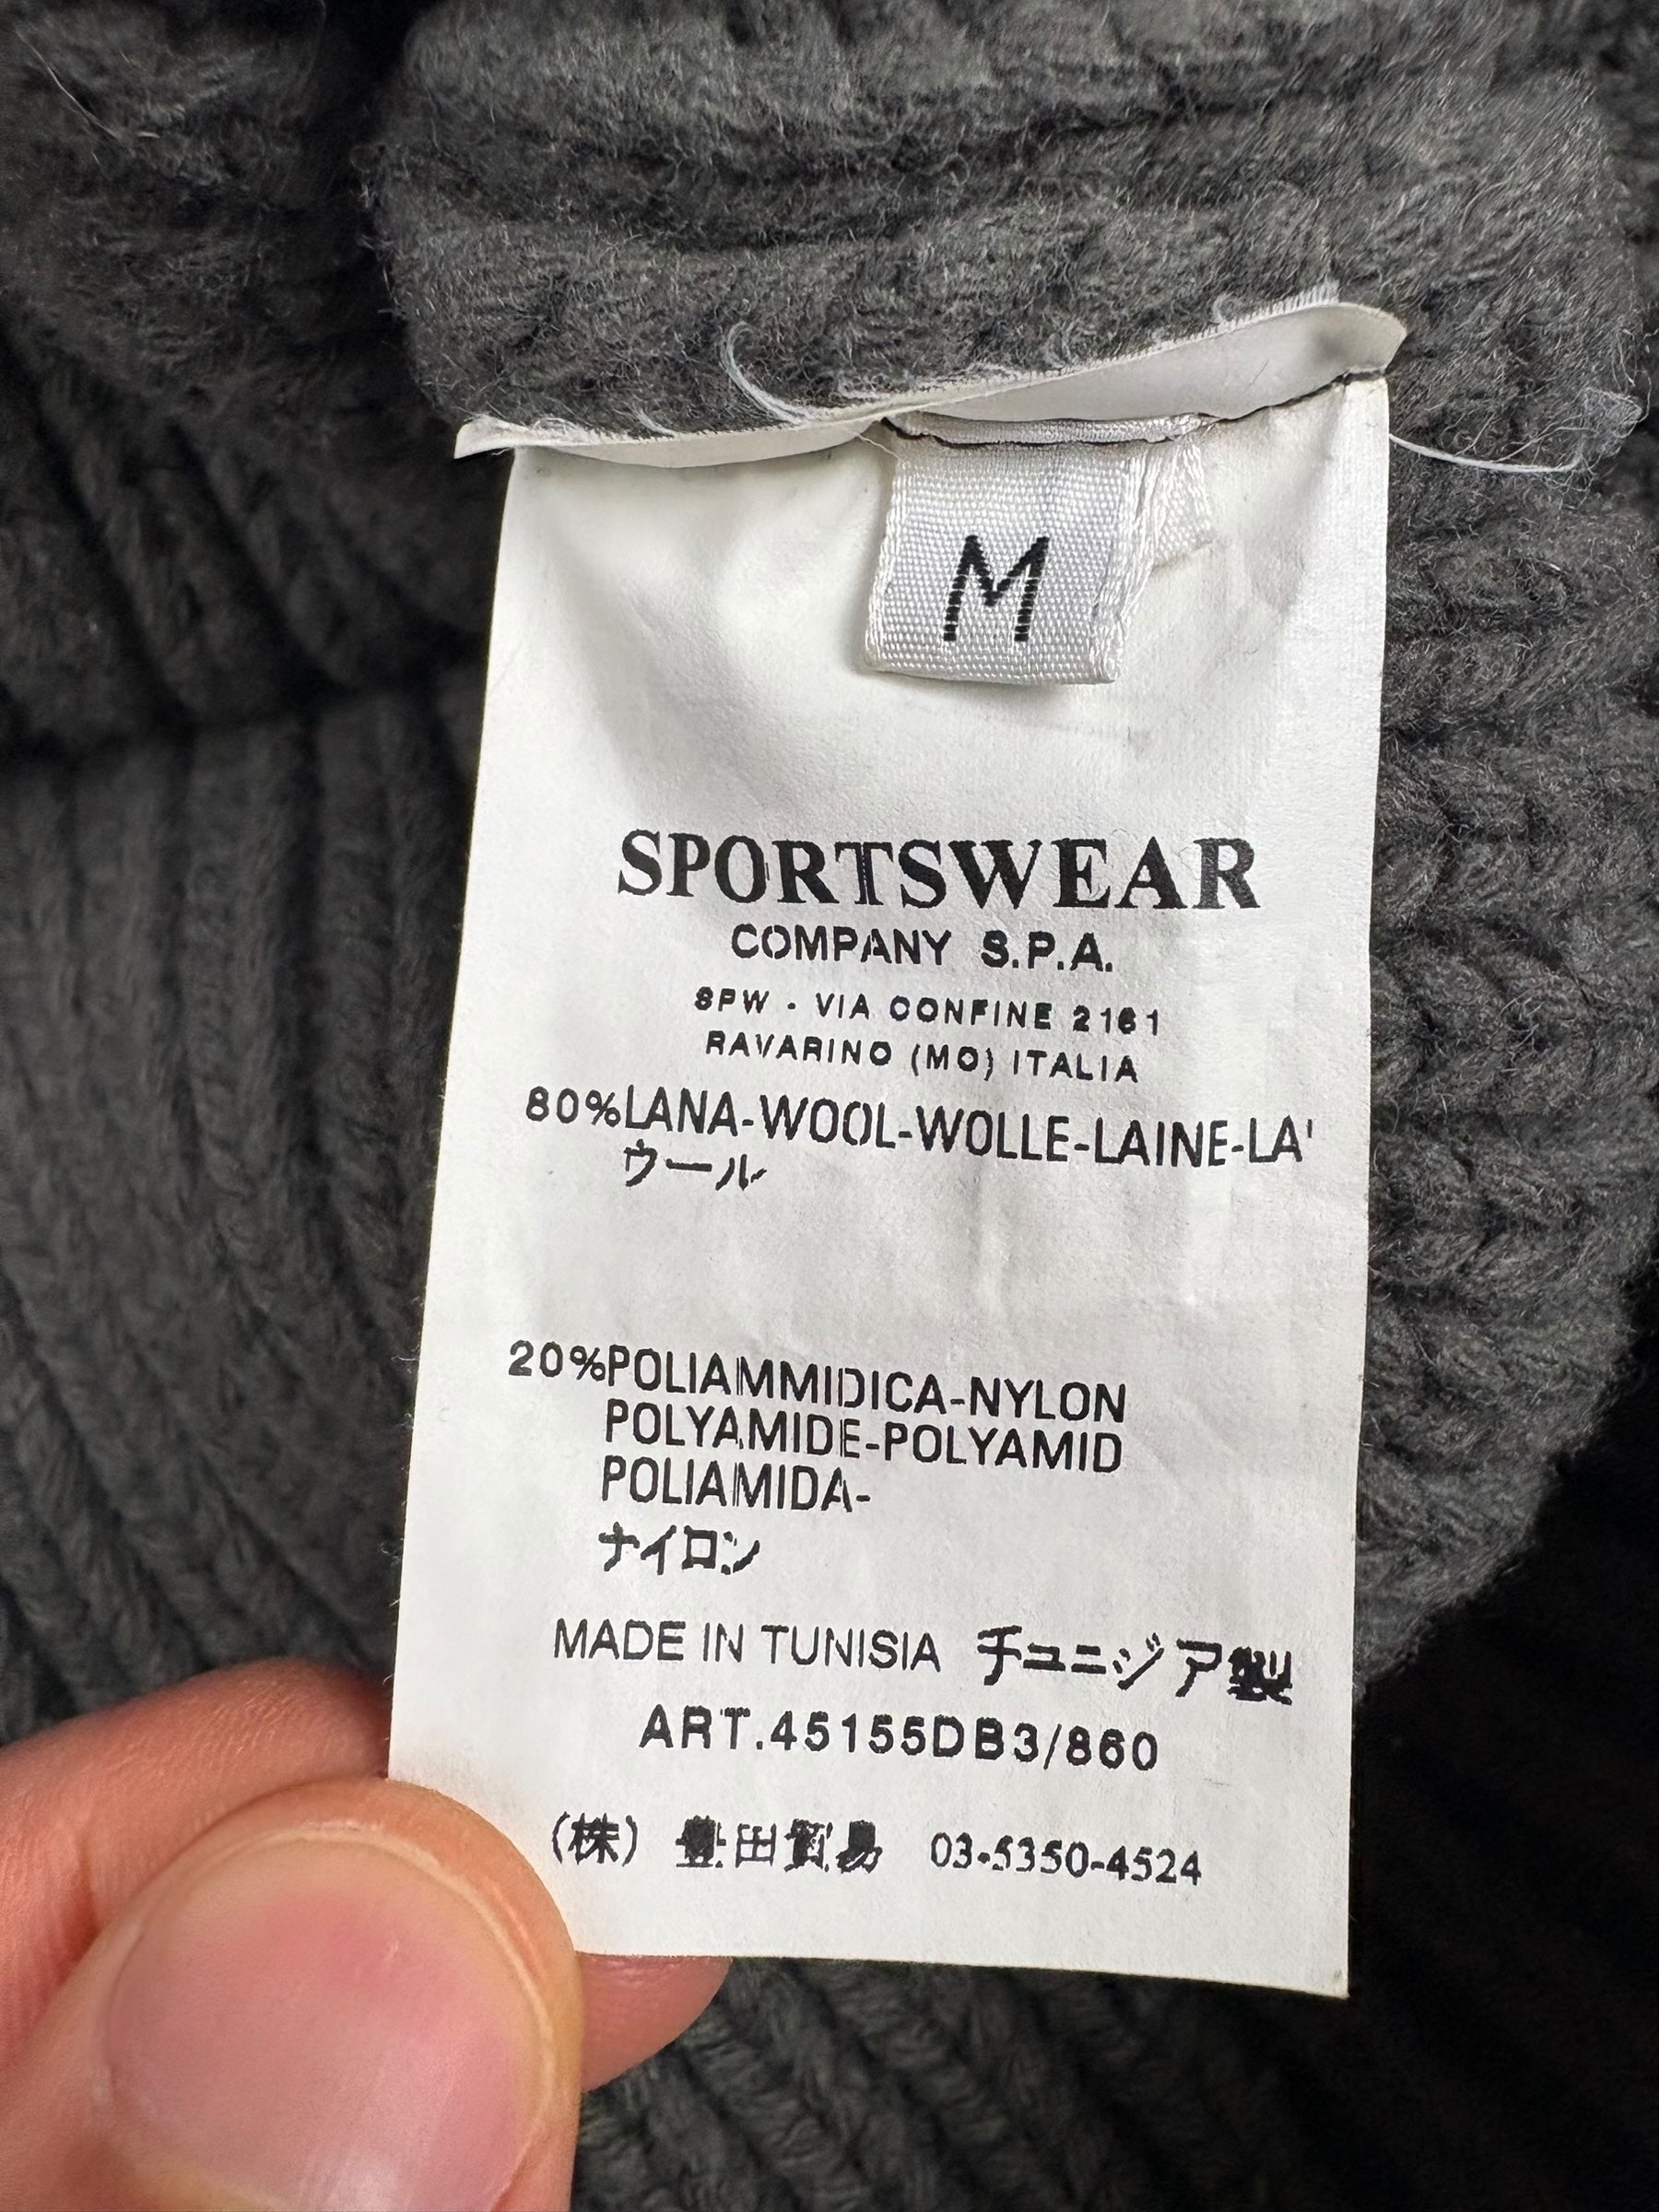 M
SPORTSWEAR
COMPANY S.P.A.
SPW - VIA CONFINE 2161
RAVARINO (MO) ITALIA
80%LANA-WOOL-WOLLE-LAINE-LA'
ウール
20%POLIAMMIDICA-NYLON
POLYAMIDE-POLYAMID
POLIAMIDA-
ナイロン
MADE IN TUNISIA チュニジア製
ART.45155DB3/860
(株) 豊田貿易 03-5350-4524